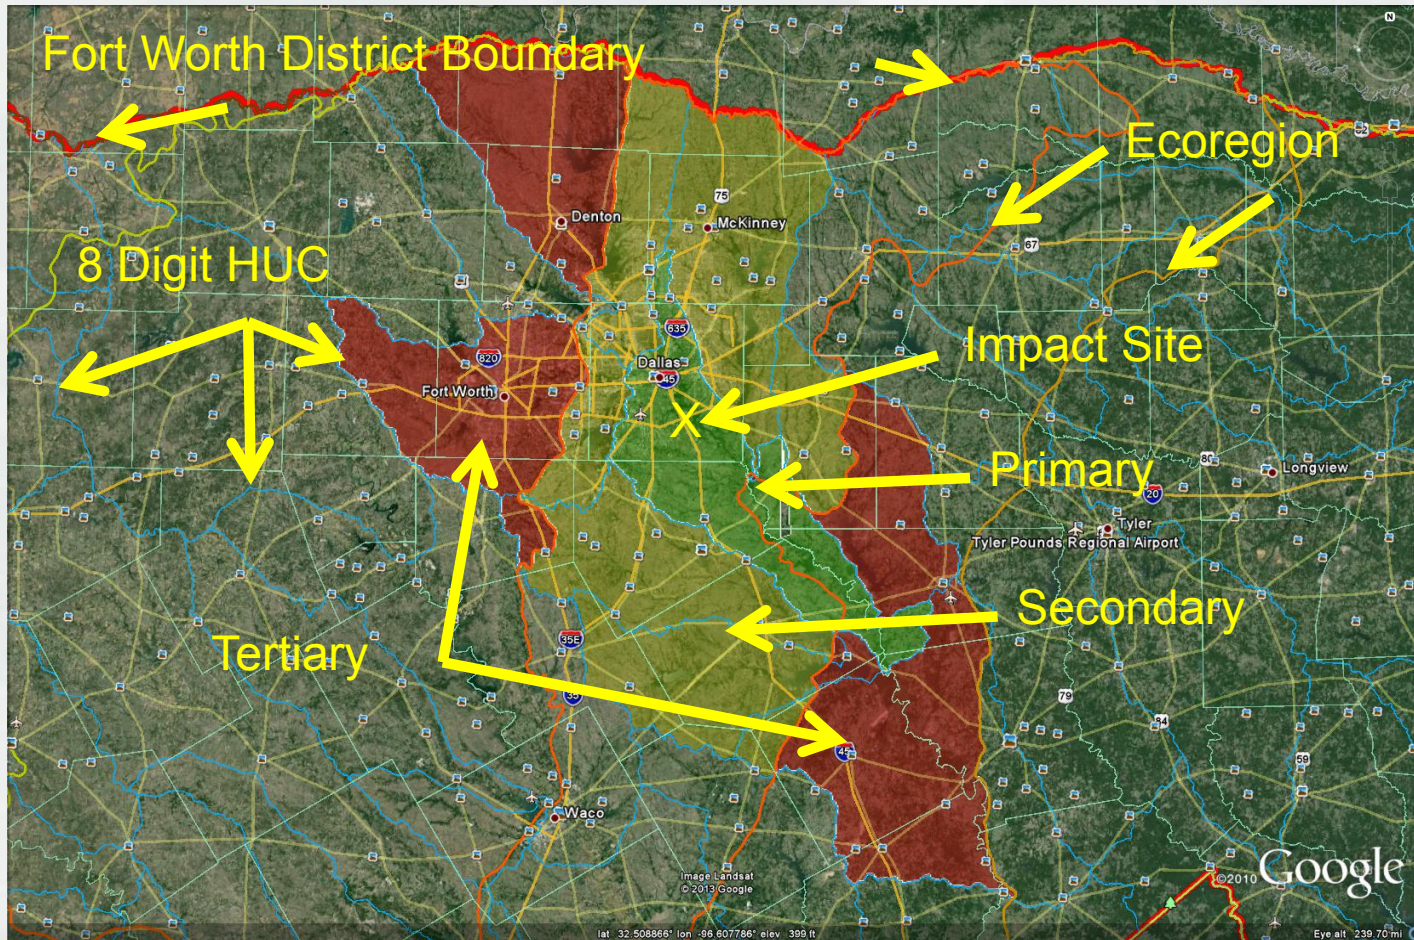 N
Fort Worth District Boundary
82
Ecoregion
75
Denton
McKinney
67
8 Digit HUC
635
Impact Site
820
Dallas
45
Fort Worth
X
80
Longview
Primary
20
Tyler
Tyler Pounds Regional Airport
Secondary
35E
Tertiary
35
79
84
45
59
Waco
Image Landsat
© 2013 Google
©2010 Google
lat 32.508866° lon -96.607786° elev 399 ft
Eye alt 239.70 mi